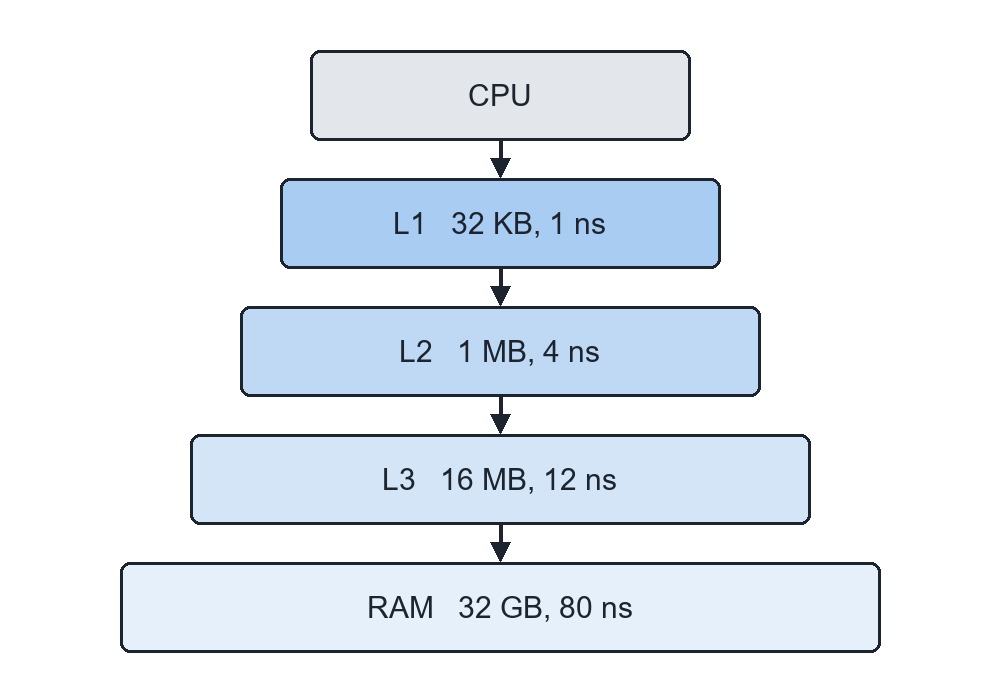 CPU
L1   32 KB, 1 ns
L2   1 MB, 4 ns
L3   16 MB, 12 ns
RAM   32 GB, 80 ns